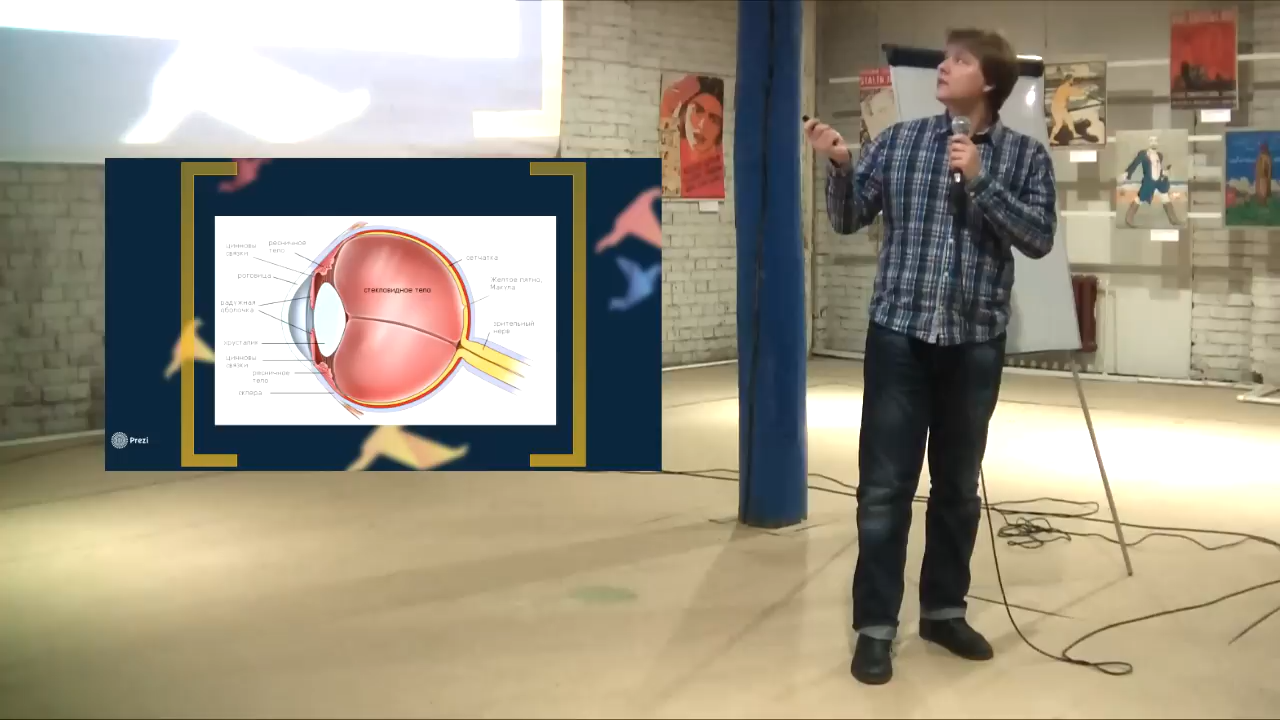 цинновы
связки
ресничное
тело
роговица
радужная
оболочка
хрусталик
цинновы
связки
ресничное
тело
склера
стекловидное тело
сетчатка
Желтое пятно,
Макула
зрительный
нерв
Prezi